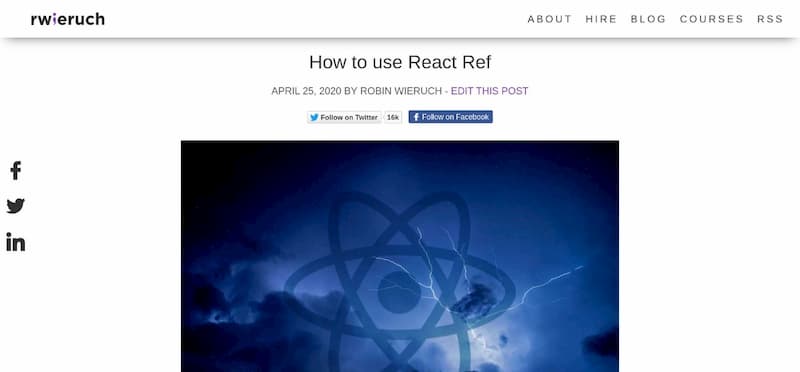 rwieruch
ABOUT HIRE BLOG COURSES RSS
How to use React Ref
APRIL 25, 2020 BY ROBIN WIERUCH - EDIT THIS POST
Follow on Twitter 16k Follow on Facebook